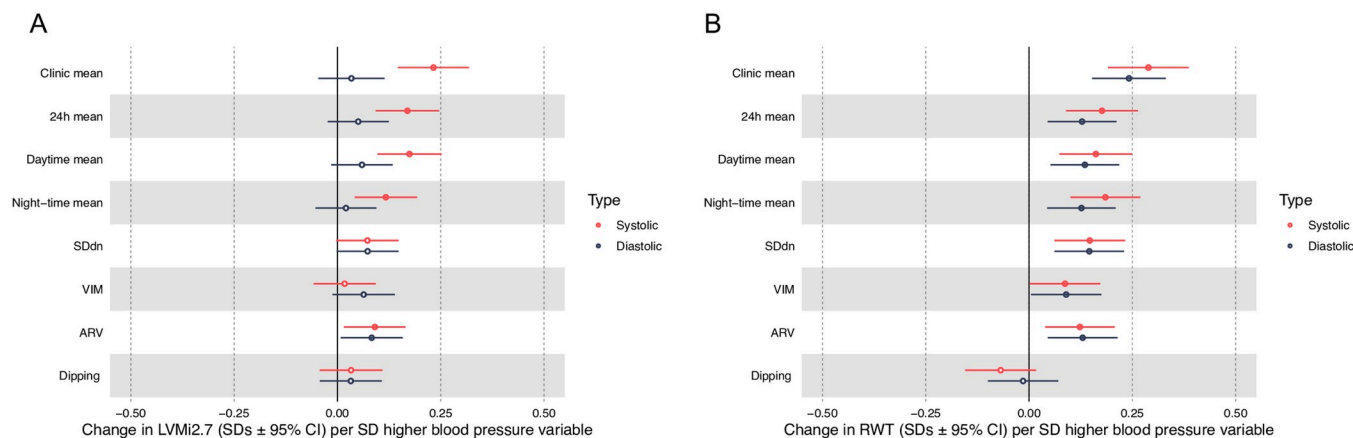 A
Clinic mean
24h mean
Daytime mean
Night−time mean
SDdn
VIM
ARV
Dipping
−0.50 −0.25 0.00 0.25 0.50
Change in LVMi2.7 (SDs ± 95% CI) per SD higher blood pressure variable
Type
Systolic
Diastolic
B
Clinic mean
24h mean
Daytime mean
Night−time mean
SDdn
VIM
ARV
Dipping
−0.50 −0.25 0.00 0.25 0.50
Change in RWT (SDs ± 95% CI) per SD higher blood pressure variable
Type
Systolic
Diastolic